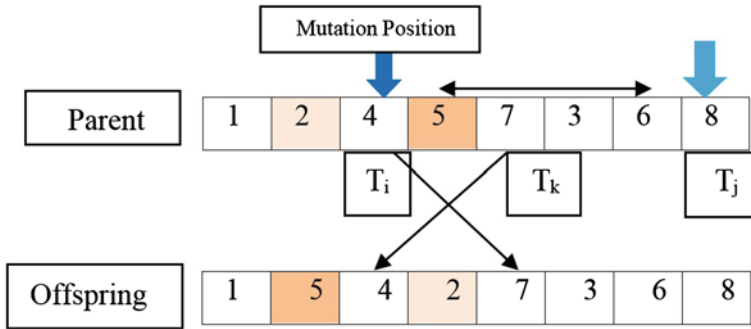 Mutation Position
Parent 1 2 4 5 7 3 6 8
Ti Tk Tj
Offspring 1 5 4 2 7 3 6 8